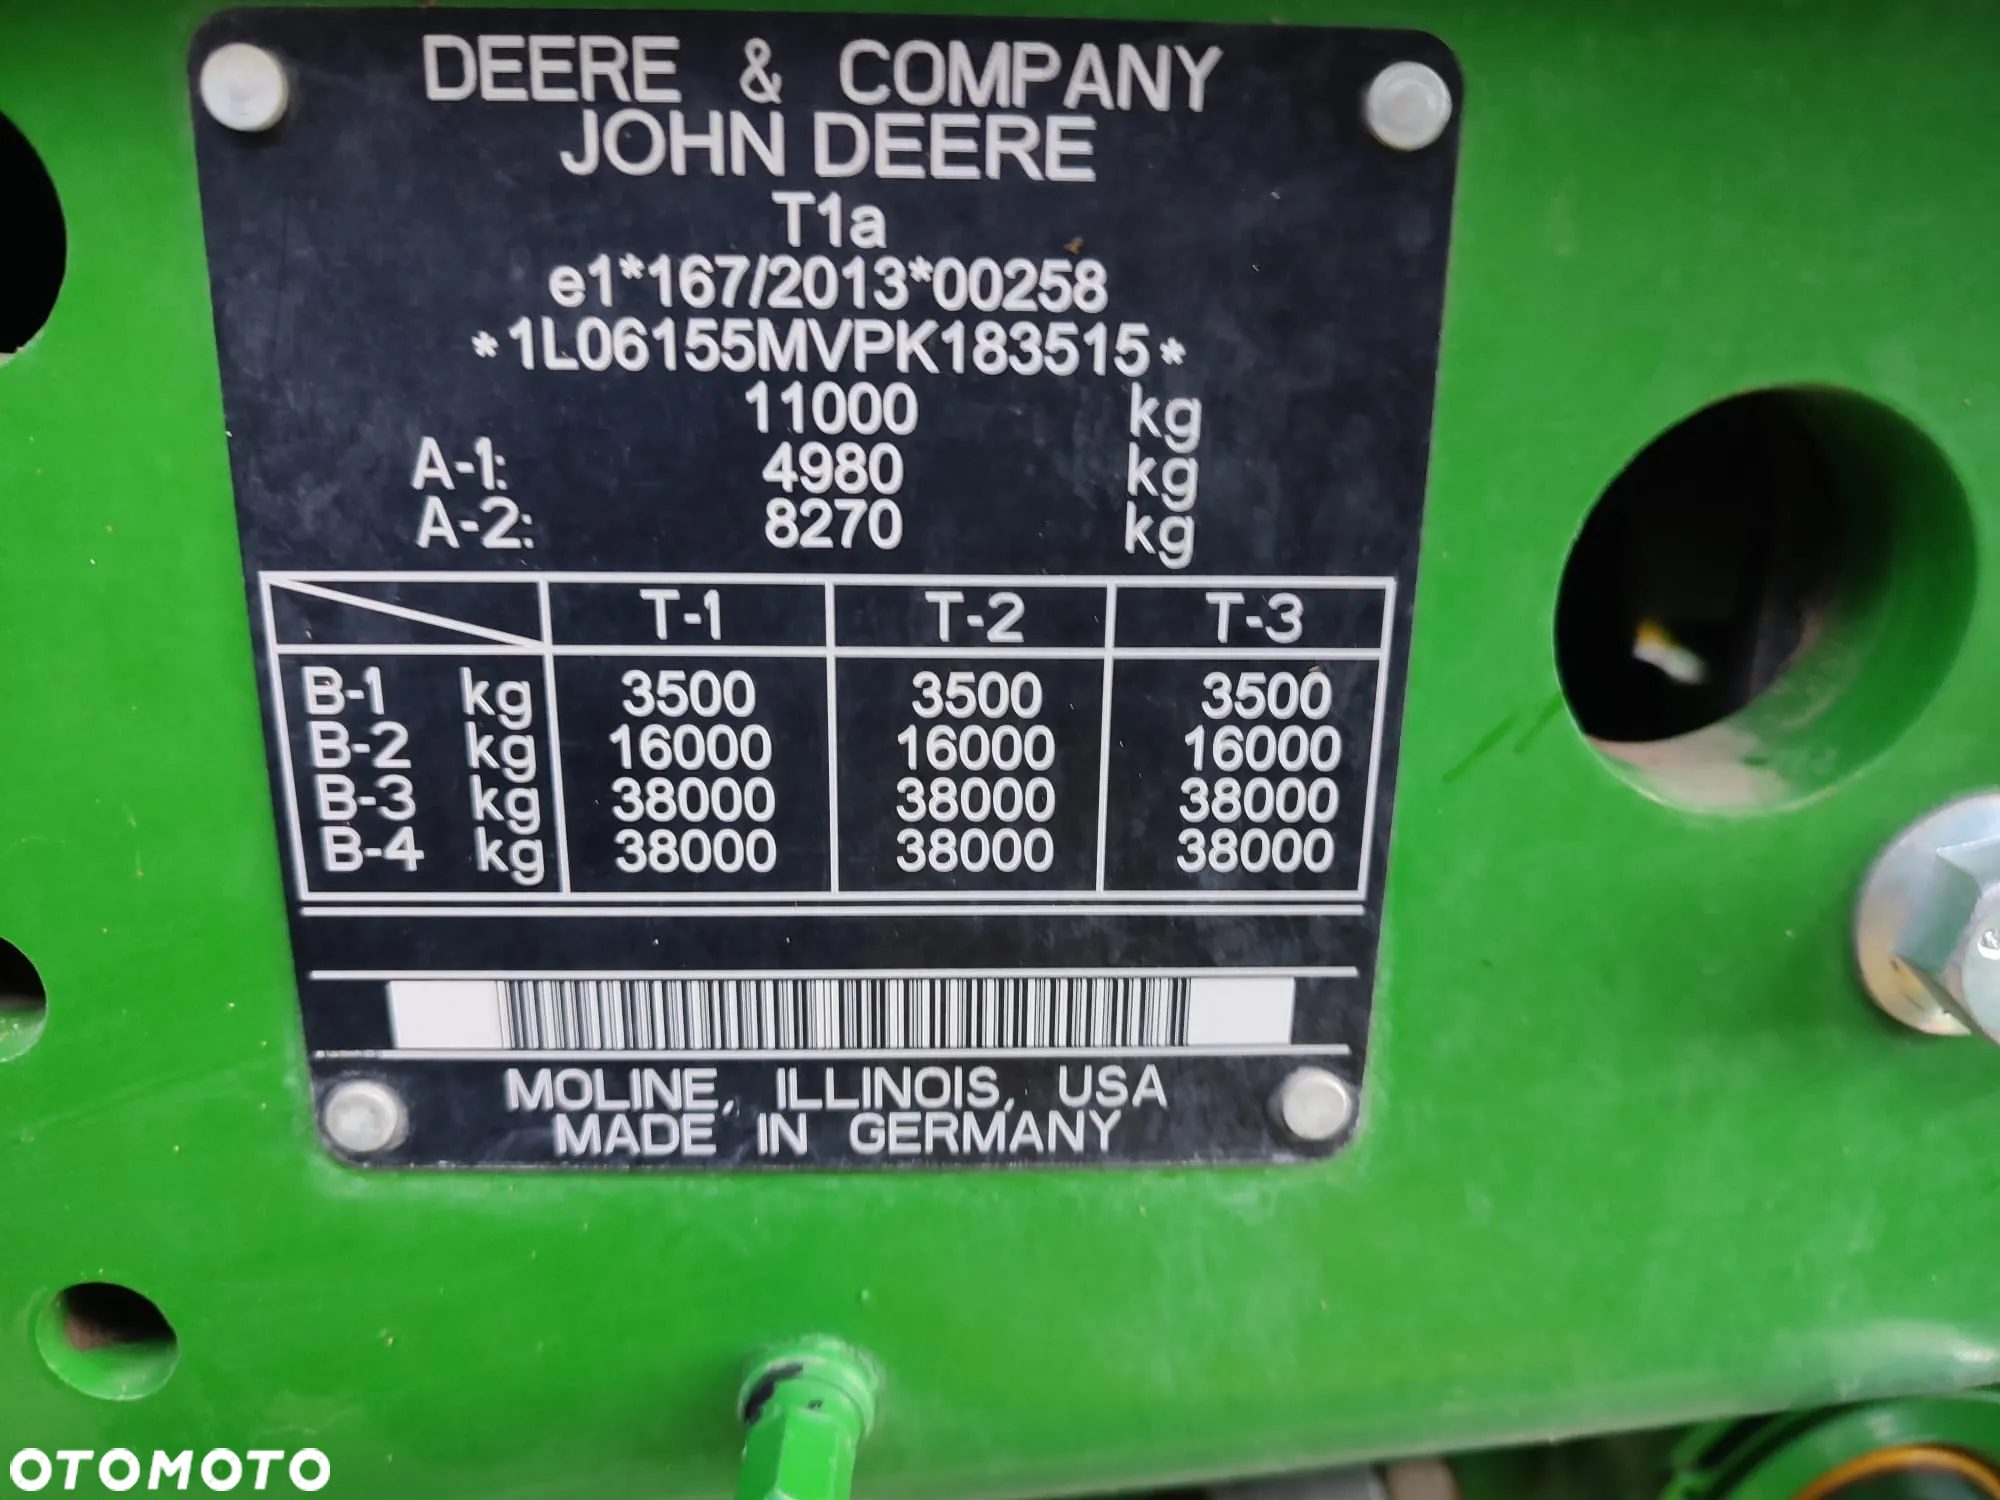 DEERE & COMPANY
JOHN DEERE
T1a
e1*167/2013*00258
*1L06155MVPK183515*
11000 kg
A-1: 4980 kg
A-2: 8270 kg
T-1 T-2 T-3
B-1 kg 3500 3500 3500
B-2 kg 16000 16000 16000
B-3 kg 38000 38000 38000
B-4 kg 38000 38000 38000
MOLINE, ILLINOIS, USA
MADE IN GERMANY
OTOMOTO